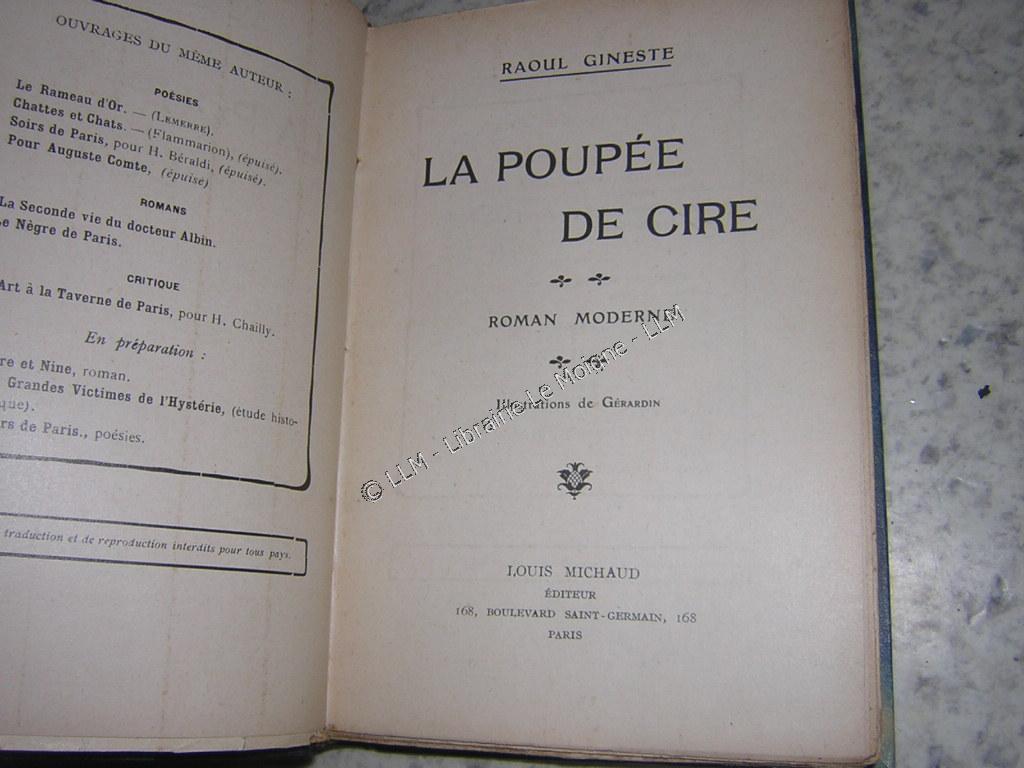 OUVRAGES DU MÊME AUTEUR :
POÉSIES
Le Rameau d'Or. — (LEMERRE).
Chattes et Chats. — (Flammarion), (épuisé).
Soirs de Paris, pour H. Béraldi, (épuisé).
Pour Auguste Comte, (épuisé)
ROMANS
La Seconde vie du docteur Albin.
Le Nègre de Paris.
CRITIQUE
Art à la Taverne de Paris, pour H. Chailly.
En préparation :
re et Nine, roman.
Grandes Victimes de l'Hystérie, (étude histo-
que).
rs de Paris., poésies.
traduction et de reproduction interdits pour tous pays.
RAOUL GINESTE
LA POUPÉE
DE CIRE
ROMAN MODERNE
Illustrations de GÉRARDIN
LOUIS MICHAUD
ÉDITEUR
168, BOULEVARD SAINT-GERMAIN, 168
PARIS
© LLM - Librairie Le Moigne - LLM